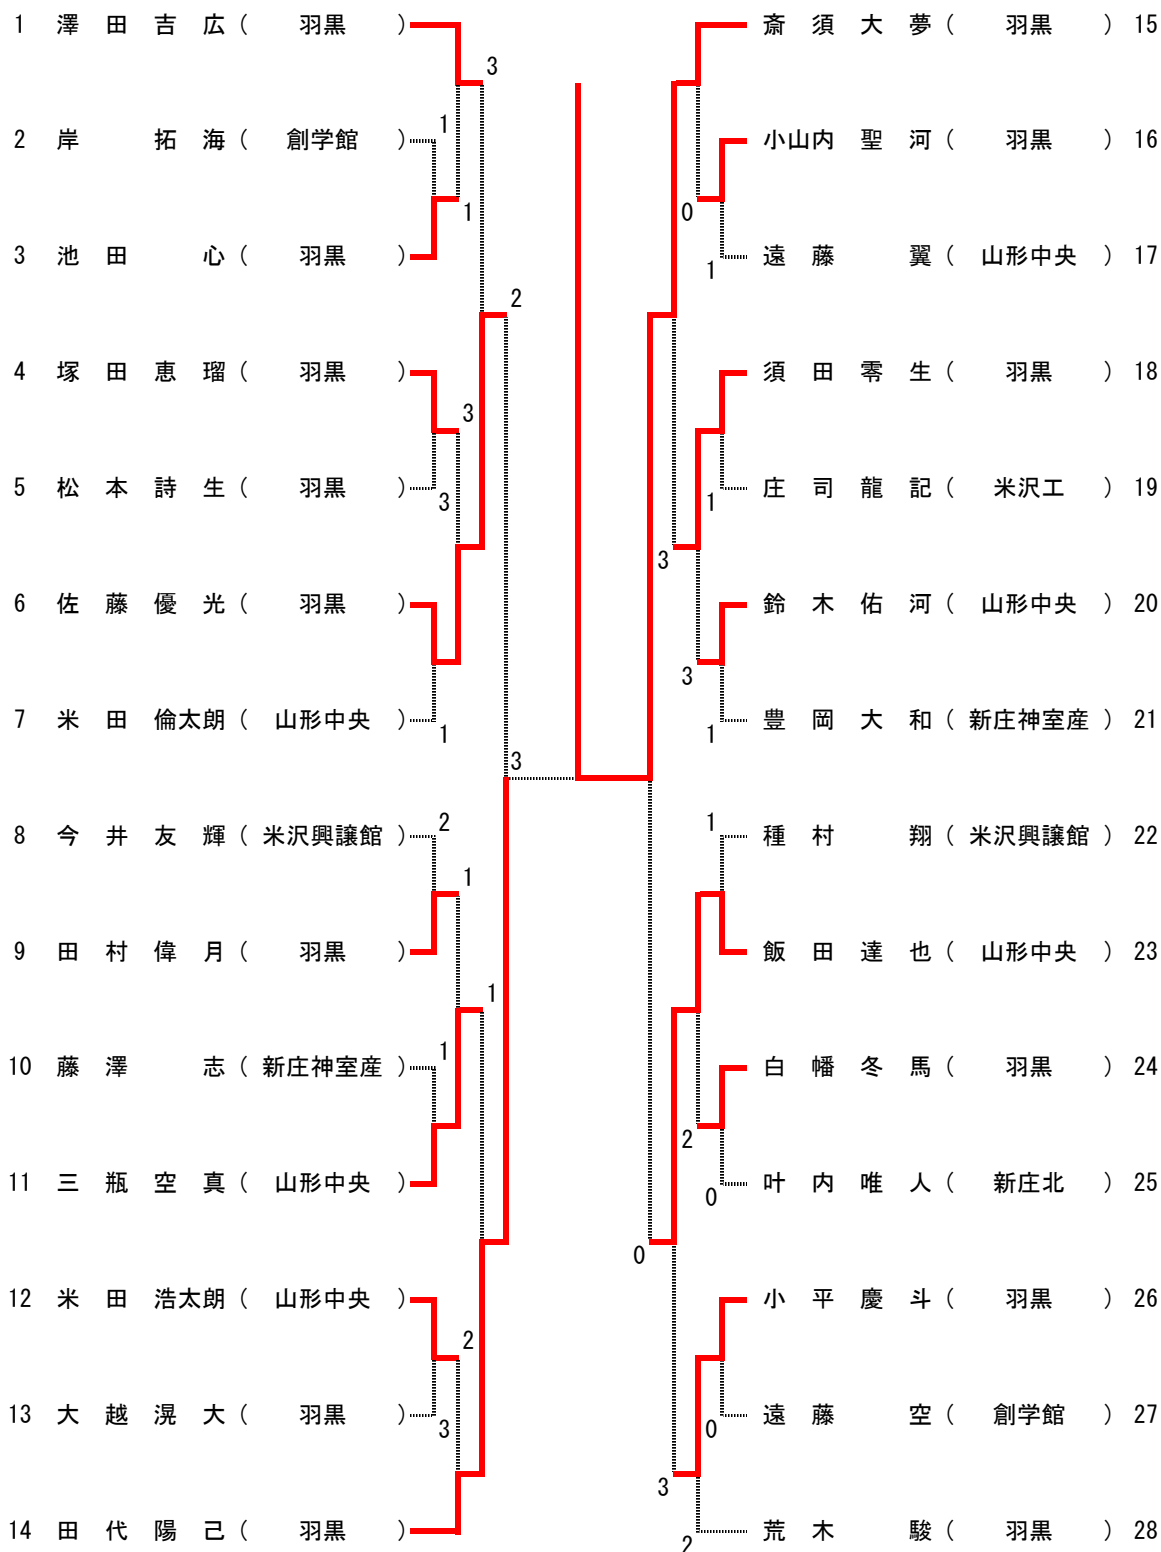 1 澤田吉広（ 羽黒 ）
3
1
2 岸 拓海（ 創学館 ）
1
3 池田 心（ 羽黒 ）
2
4 塚田恵瑠（ 羽黒 ）
3
5 松本詩生（ 羽黒 ）
3
6 佐藤優光（ 羽黒 ）
7 米田倫太朗（ 山形中央 ）
1
3
8 今井友輝（ 米沢興譲館 ）
2
1
9 田村偉月（ 羽黒 ）
1
10 藤澤 志（ 新庄神室産 ）
1
11 三瓶空真（ 山形中央 ）
12 米田浩太朗（ 山形中央 ）
2
13 大越滉大（ 羽黒 ）
3
14 田代陽己（ 羽黒 ）
斎須大夢（ 羽黒 ） 15
小山内聖河（ 羽黒 ） 16
0
遠藤 翼（ 山形中央 ） 17
1
須田零生（ 羽黒 ） 18
庄司龍記（ 米沢工 ） 19
1
3
鈴木佑河（ 山形中央 ） 20
3
豊岡大和（ 新庄神室産 ） 21
1
1
種村 翔（ 米沢興譲館 ） 22
飯田達也（ 山形中央 ） 23
白幡冬馬（ 羽黒 ） 24
2
叶内唯人（ 新庄北 ） 25
0
0
小平慶斗（ 羽黒 ） 26
遠藤 空（ 創学館 ） 27
0
3
荒木 駿（ 羽黒 ） 28
2